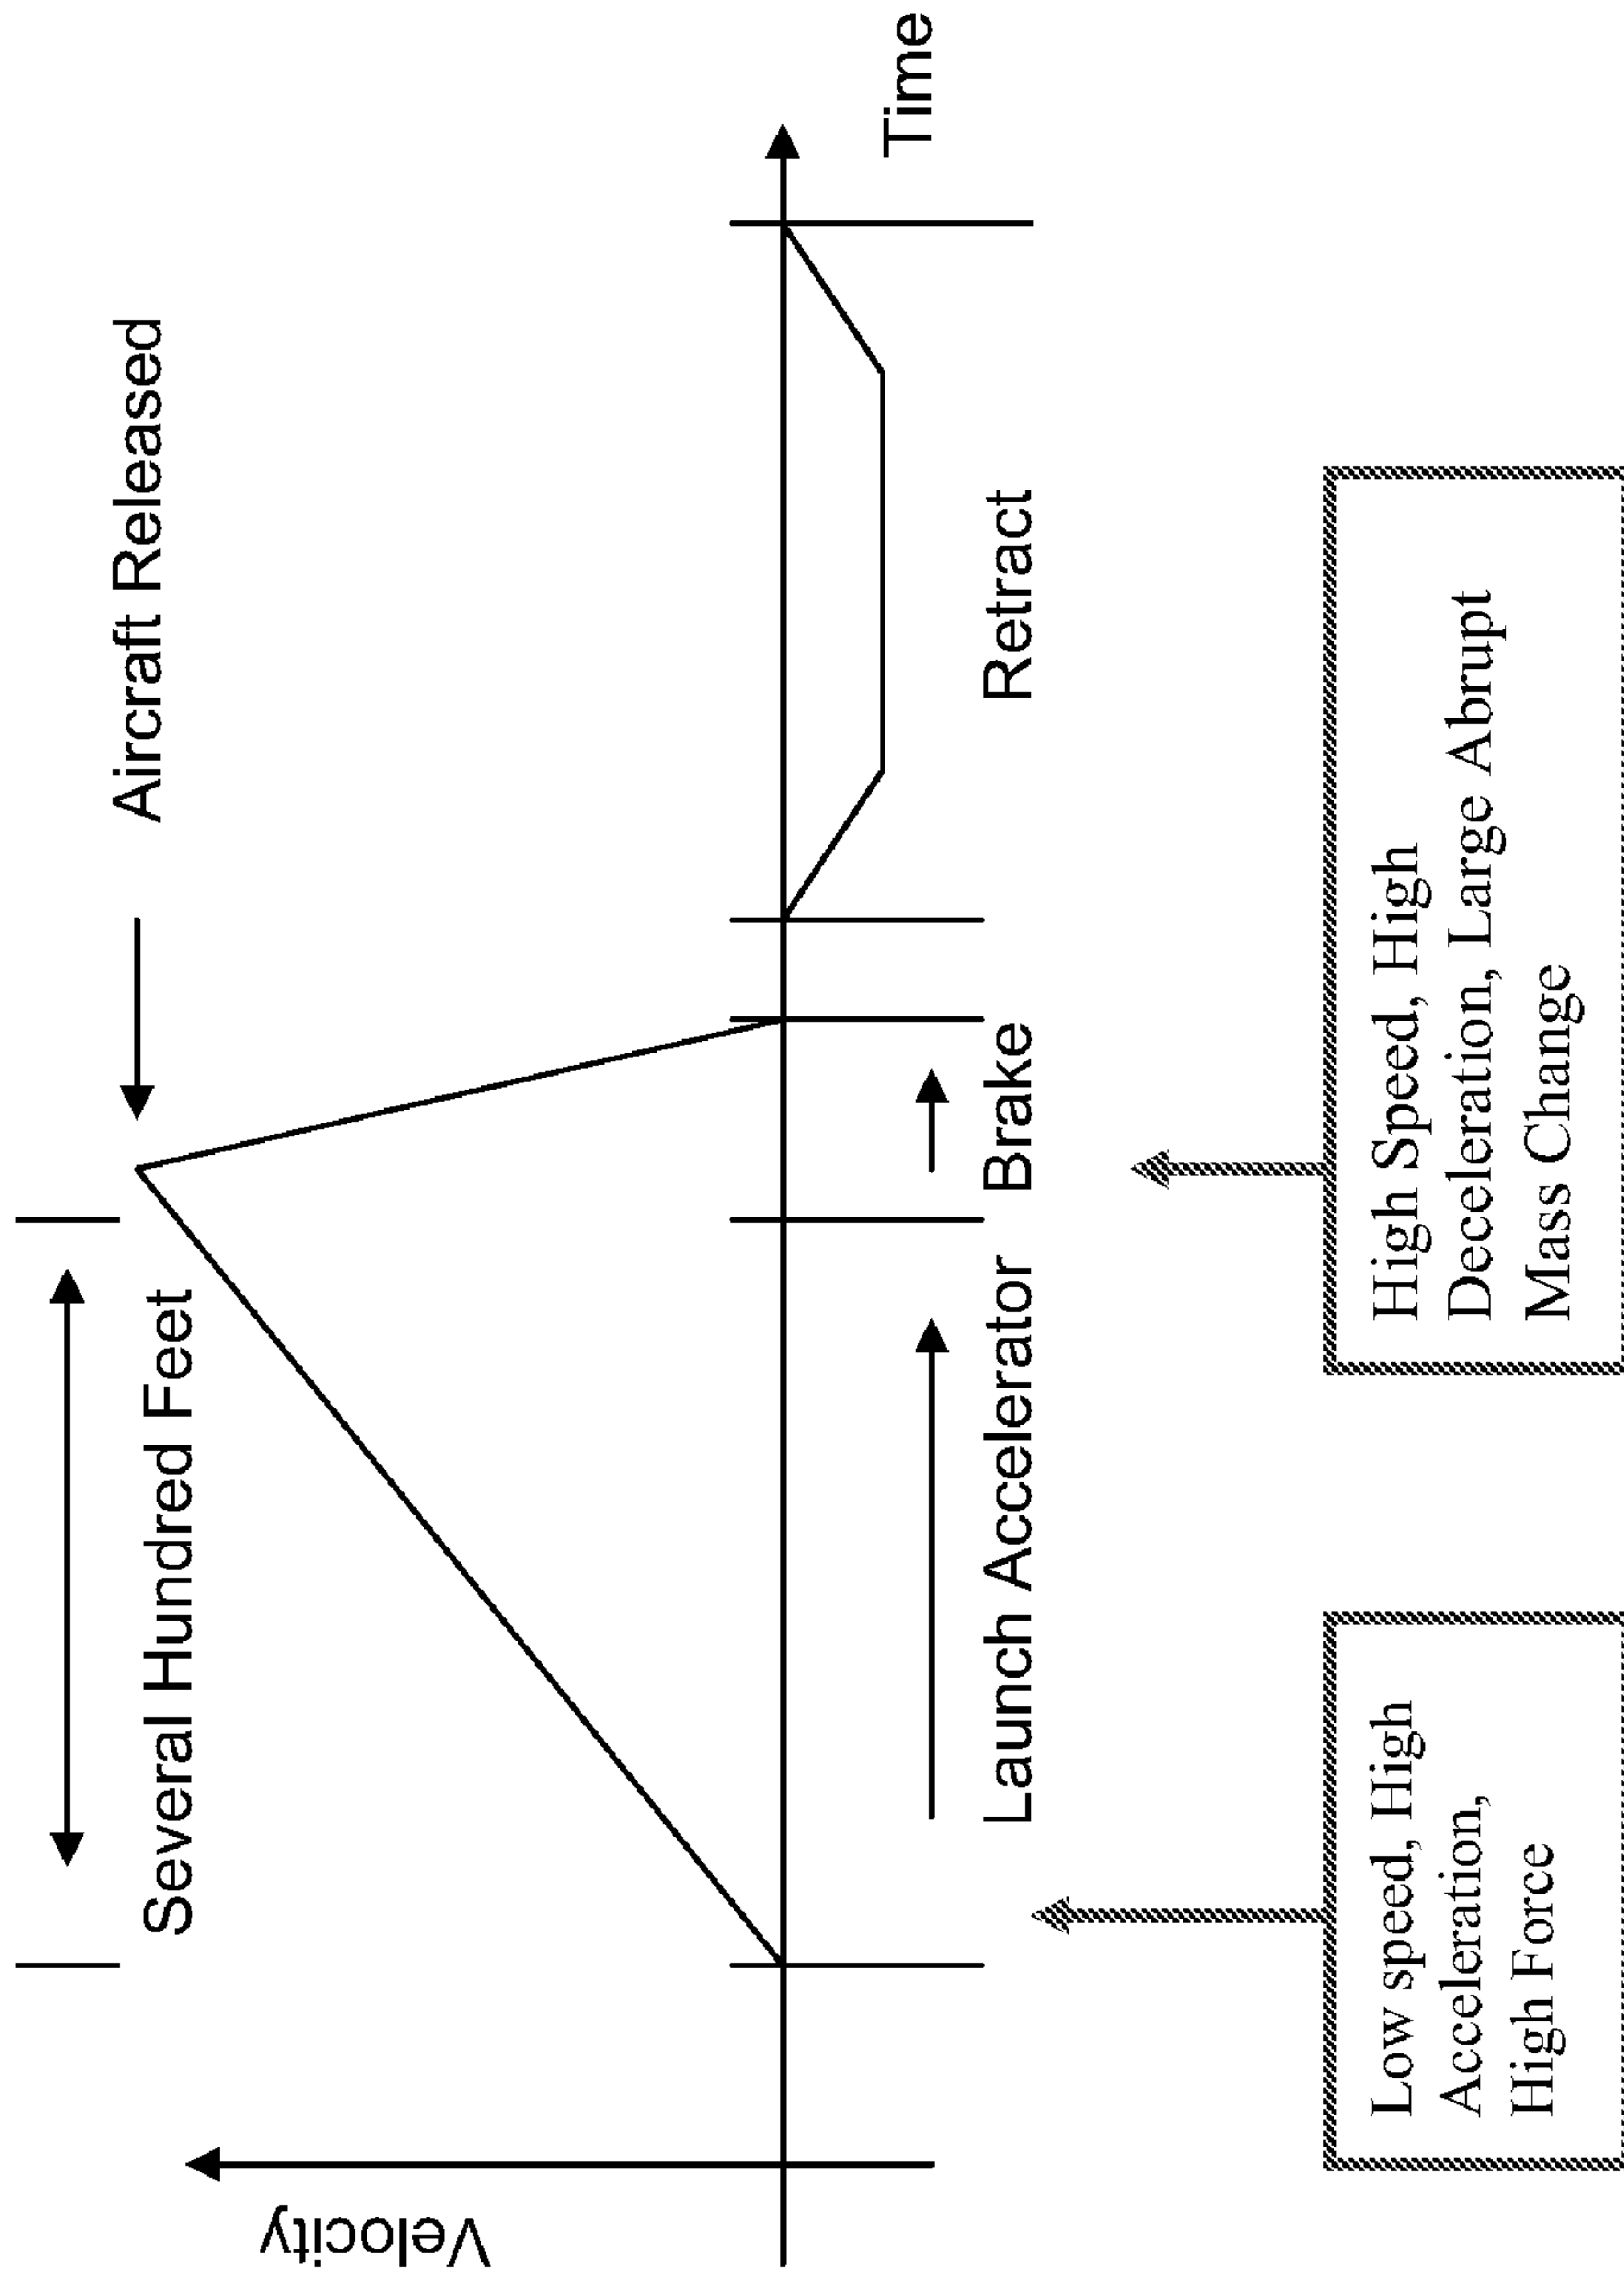 Several Hundred Feet
Aircraft Released
Velocity
Time
Launch Accelerator
Brake
Retract
Low speed, High
Acceleration,
High Force
High Speed, High
Deceleration, Large Abrupt
Mass Change